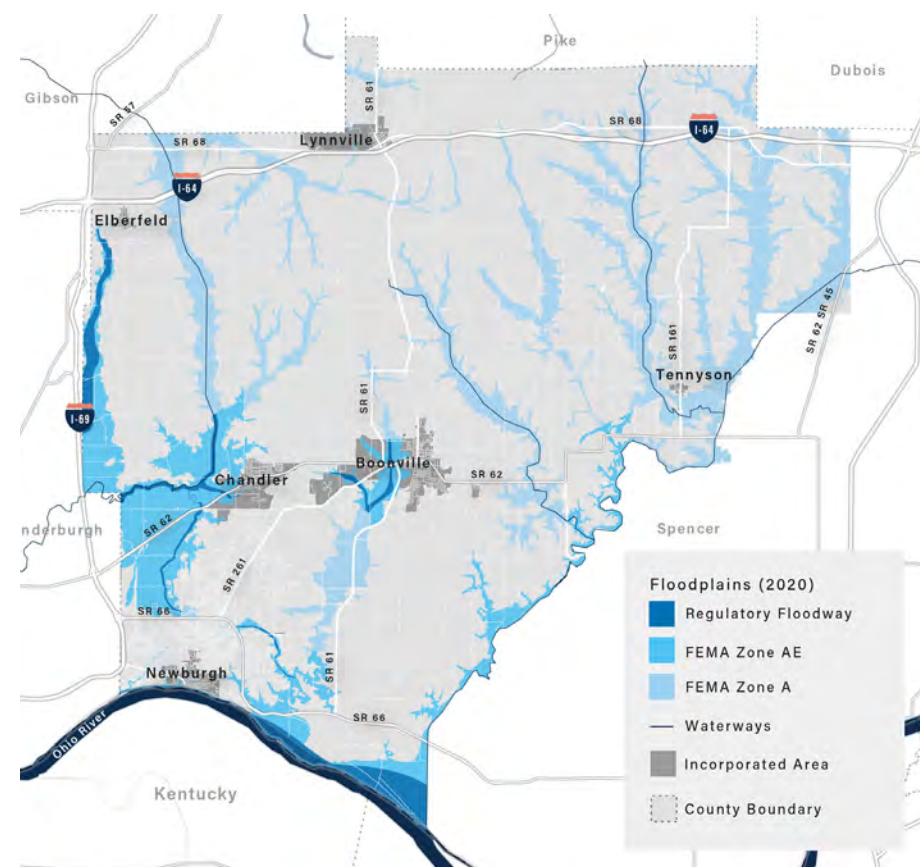 Pike
Dubois
Gibson
SR 57
SR 61
SR 68
I-64
Lynnville
SR 68
I-64
Elberfeld
SR 62 SR 45
SR 161
Tennyson
SR 61
I-69
Boonville
SR 62
Chandler
nderburgh
SR 62
Spencer
SR 261
SR 66
Newburgh
SR 61
SR 66
Ohio River
Kentucky
Floodplains (2020)
Regulatory Floodway
FEMA Zone AE
FEMA Zone A
Waterways
Incorporated Area
County Boundary